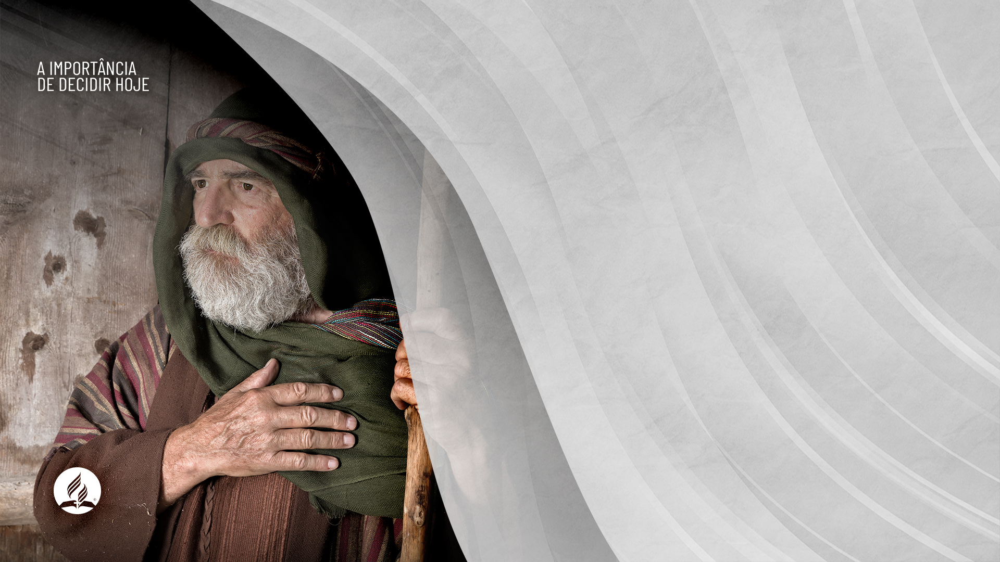 A IMPORTÂNCIA
DE DECIDIR HOJE
®